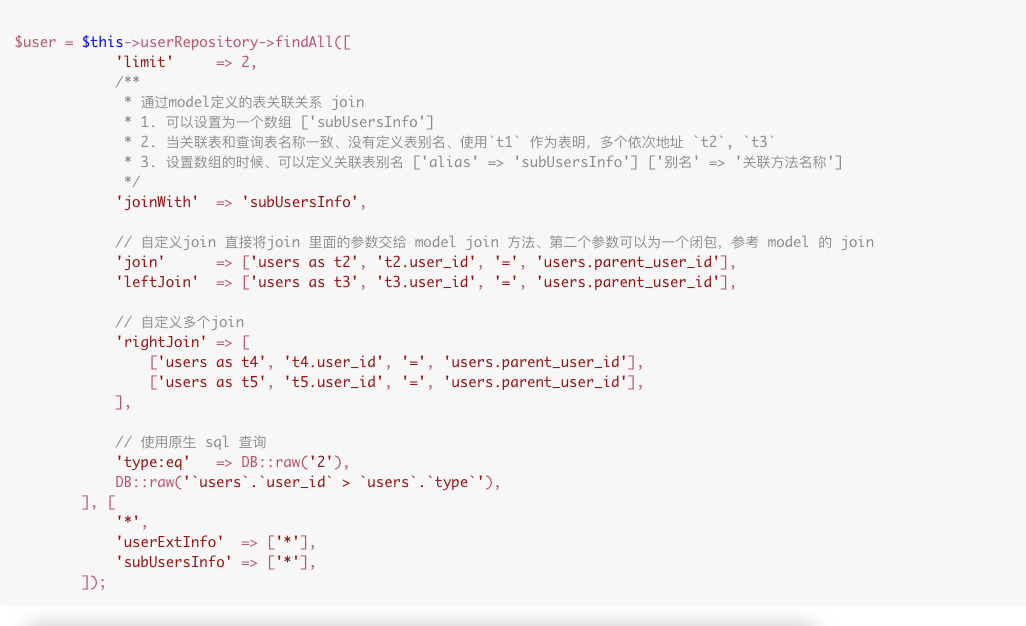 $user = $this->userRepository->findAll([
            'limit'     => 2,
            /**
             * 通过model定义的表关联关系 join
             * 1. 可以设置为一个数组 ['subUsersInfo']
             * 2. 当关联表和查询表名称一致、没有定义表别名、使用`t1` 作为表明，多个依次地址 `t2`, `t3`
             * 3. 设置数组的时候、可以定义关联表别名 ['alias' => 'subUsersInfo'] ['别名' => '关联方法名称']
             */
            'joinWith'  => 'subUsersInfo',

            // 自定义join 直接将join 里面的参数交给 model join 方法、第二个参数可以为一个闭包，参考 model 的 join
            'join'      => ['users as t2', 't2.user_id', '=', 'users.parent_user_id'],
            'leftJoin'  => ['users as t3', 't3.user_id', '=', 'users.parent_user_id'],

            // 自定义多个join
            'rightJoin' => [
                ['users as t4', 't4.user_id', '=', 'users.parent_user_id'],
                ['users as t5', 't5.user_id', '=', 'users.parent_user_id'],
            ],

            // 使用原生 sql 查询
            'type:eq'   => DB::raw('2'),
            DB::raw('`users`.`user_id` > `users`.`type`'),
        ], [
            '*',
            'userExtInfo'  => ['*'],
            'subUsersInfo' => ['*'],
        ]);